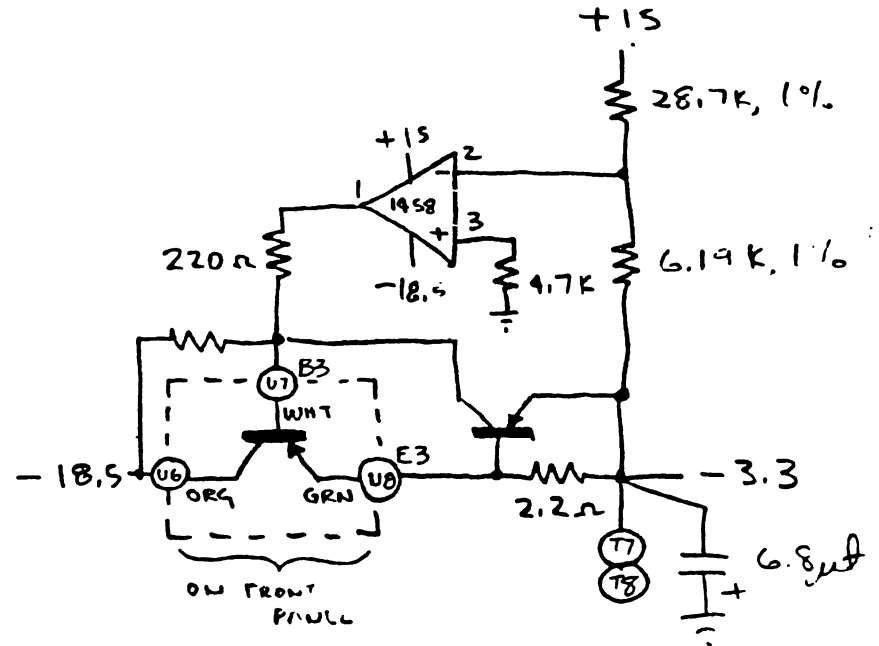 +15
28.7K, 1%
+15
2
1
1458
-
3
+
220Ω
-18.5
4.7K
6.19K, 1%
B3
U7
WHT
-18.5
U6
ORG
GRN
U8
E3
2.2Ω
-3.3
T7
T8
6.8μf
+
ON FRONT
PANEL